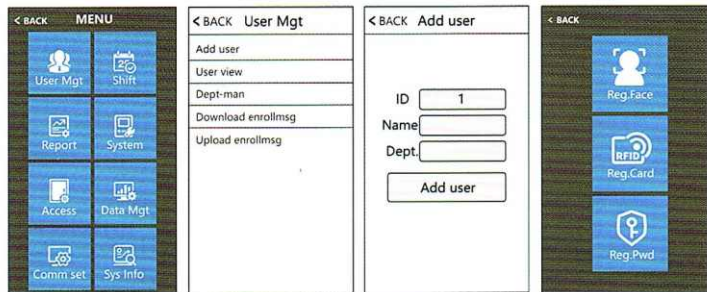 < BACK MENU
User Mgt
Shift
Report
System
Access
Data Mgt
Comm set
Sys Info
< BACK User Mgt
Add user
User view
Dept-man
Download enrollmsg
Upload enrollmsg
< BACK Add user
ID 1
Name
Dept.
Add user
< BACK
Reg.Face
RFID
Reg.Card
Reg.Pwd